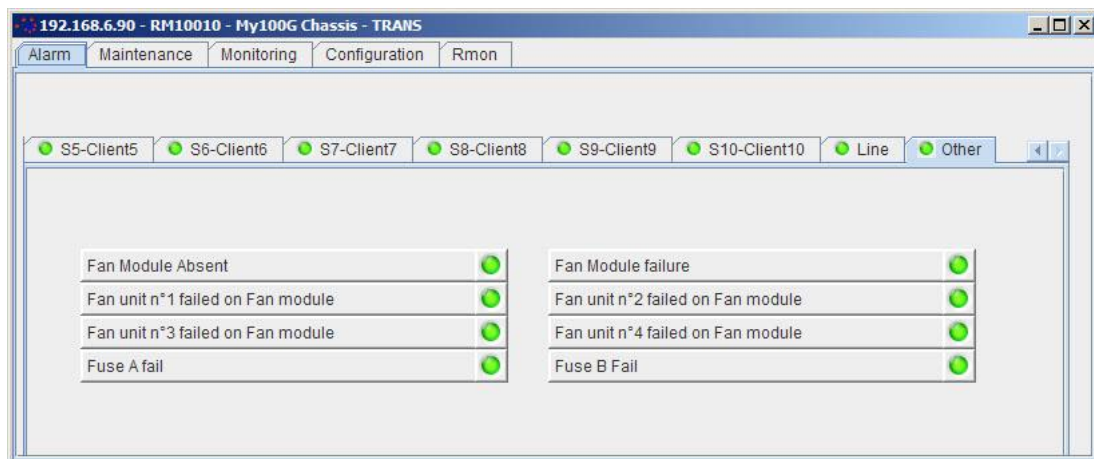 192.168.6.90 - RM10010 - My100G Chassis - TRANS
Alarm Maintenance Monitoring Configuration Rmon
S5-Client5 S6-Client6 S7-Client7 S8-Client8 S9-Client9 S10-Client10 Line Other
Fan Module Absent Fan Module failure
Fan unit n°1 failed on Fan module Fan unit n°2 failed on Fan module
Fan unit n°3 failed on Fan module Fan unit n°4 failed on Fan module
Fuse A fail Fuse B Fail